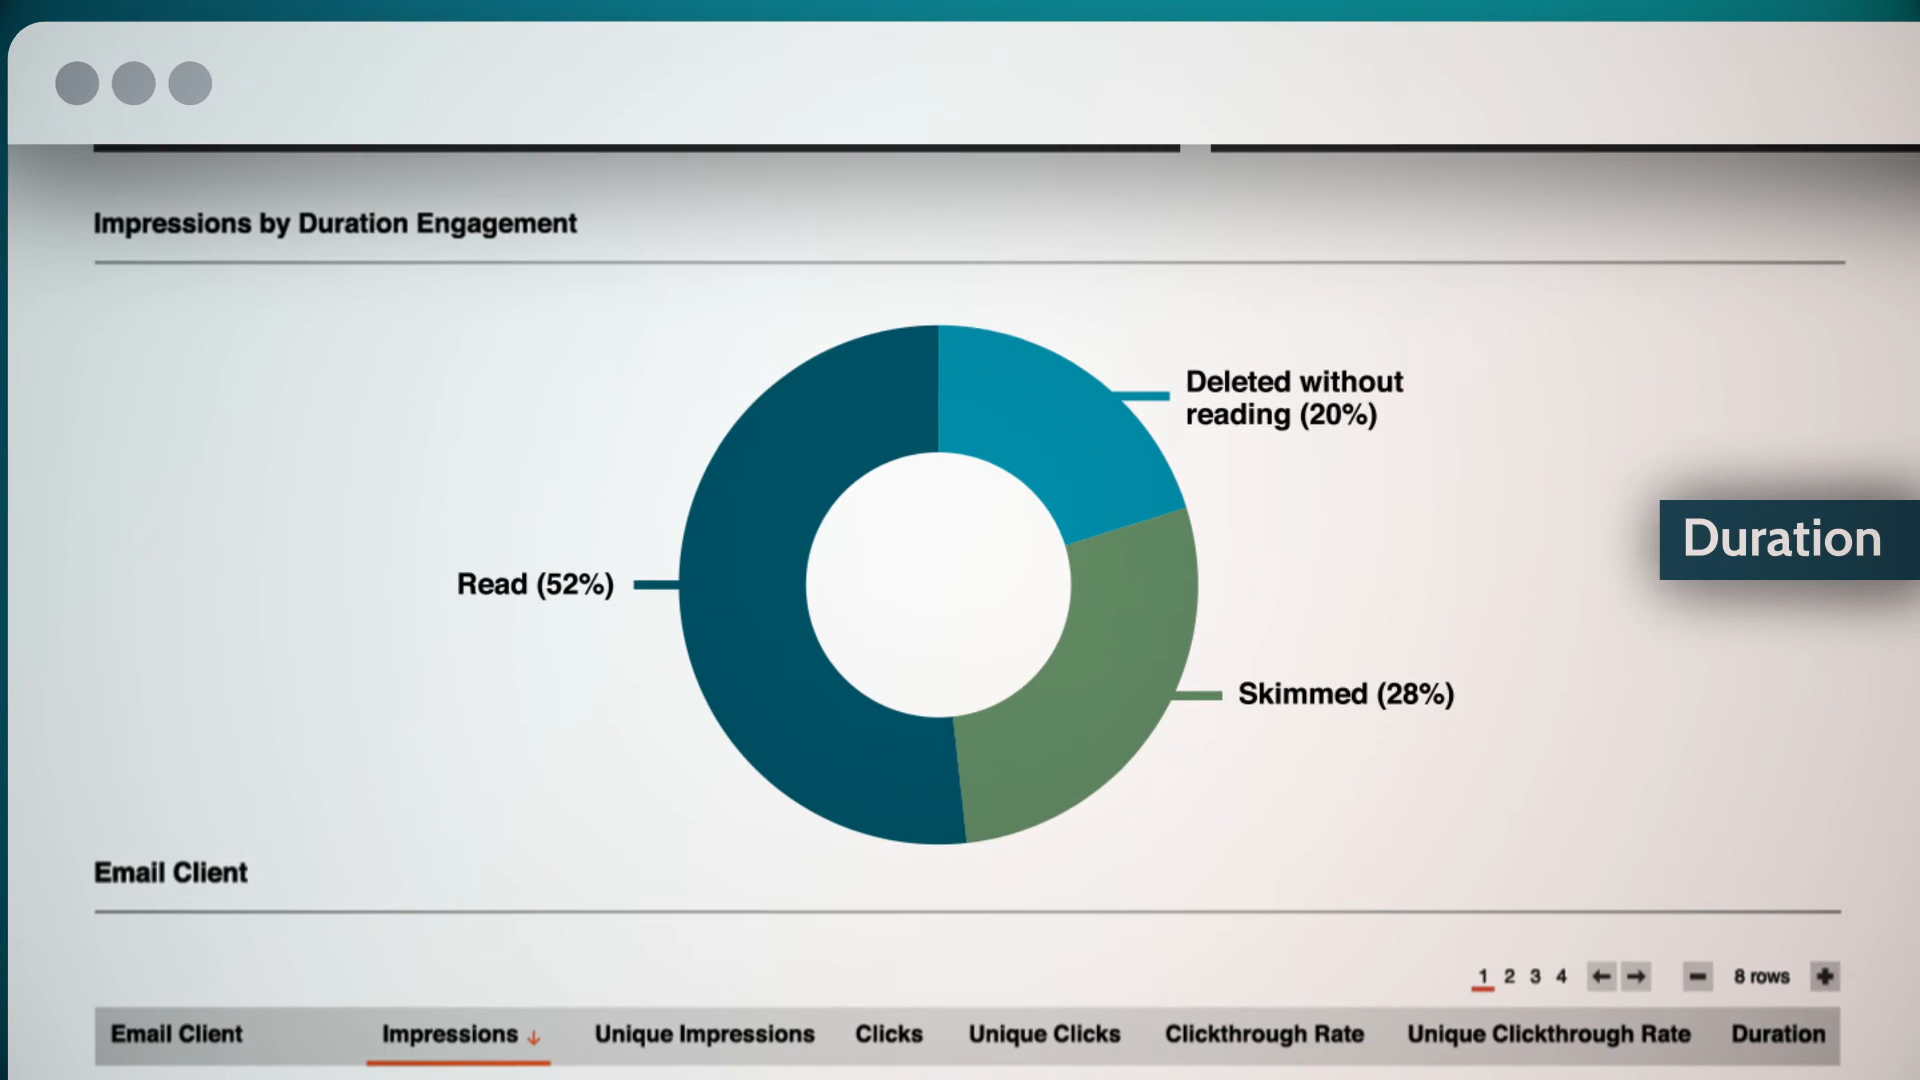 Impressions by Duration Engagement
Deleted without
reading (20%)
Duration
Read (52%)
Skimmed (28%)
Email Client
1 2 3 4 8 rows
Email Client Impressions Unique Impressions Clicks Unique Clicks Clickthrough Rate Unique Clickthrough Rate Duration